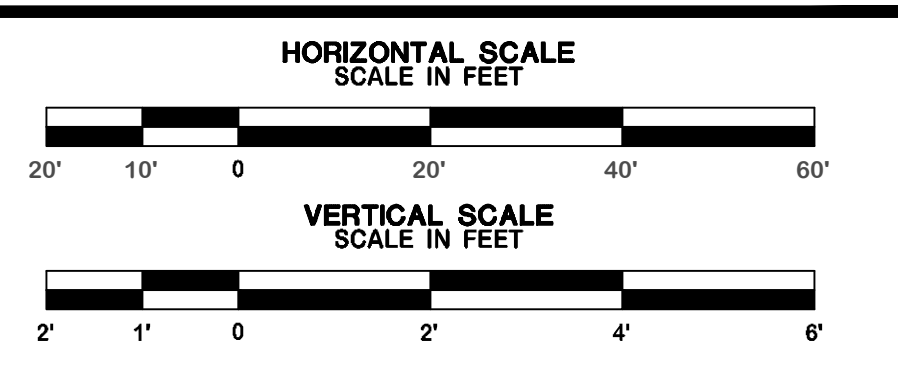 HORIZONTAL SCALE
SCALE IN FEET
20' 10' 0 20' 40' 60'
VERTICAL SCALE
SCALE IN FEET
2' 1' 0 2' 4' 6'